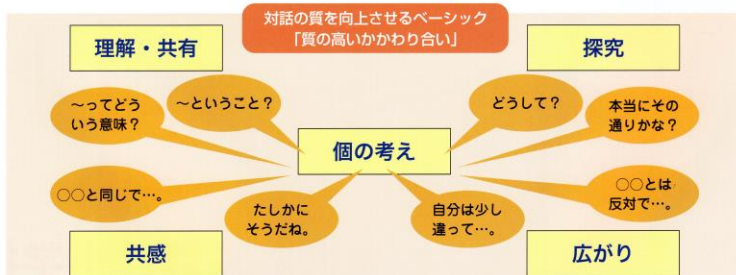 対話の質を向上させるベーシック
「質の高いかかわり合い」
理解・共有
探究
〜ってどう
いう意味？
〜ということ？
どうして？
本当にその
通りかな？
個の考え
○○と同じで…。
たしかに
そうだね。
自分は少し
違って…。
○○とは
反対で…。
共感
広がり